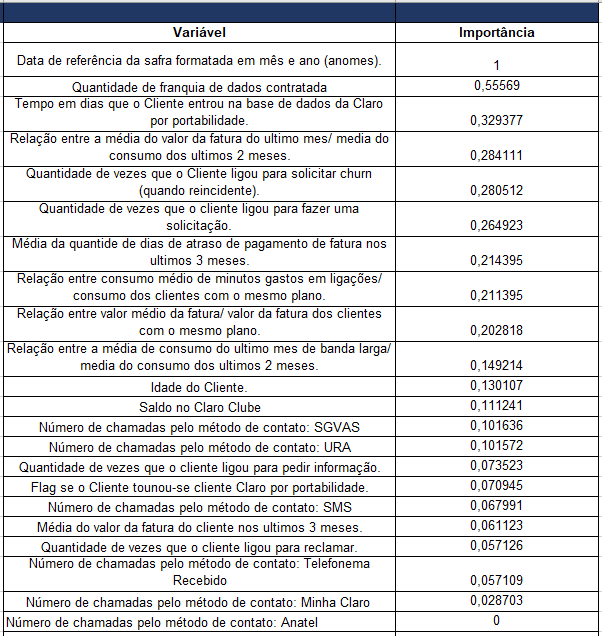 Variável Importância
Data de referência da safra formatada em mês e ano (anomes). 1
Quantidade de franquia de dados contratada 0,55569
Tempo em dias que o Cliente entrou na base de dados da Claro
por portabilidade. 0,329377
Relação entre a média do valor da fatura do ultimo mes/ media do
consumo dos ultimos 2 meses. 0,284111
Quantidade de vezes que o Cliente ligou para solicitar churn
(quando reincidente). 0,280512
Quantidade de vezes que o cliente ligou para fazer uma
solicitação. 0,264923
Média da quantide de dias de atraso de pagamento de fatura nos
ultimos 3 meses. 0,214395
Relação entre consumo médio de minutos gastos em ligações/
consumo dos clientes com o mesmo plano. 0,211395
Relação entre valor médio da fatura/ valor da fatura dos clientes
com o mesmo plano. 0,202818
Relação entre a média de consumo do ultimo mes de banda larga/
media do consumo dos ultimos 2 meses. 0,149214
Idade do Cliente. 0,130107
Saldo no Claro Clube 0,111241
Número de chamadas pelo método de contato: SGVAS 0,101636
Número de chamadas pelo método de contato: URA 0,101572
Quantidade de vezes que o cliente ligou para pedir informação. 0,073523
Flag se o Cliente tounou-se cliente Claro por portabilidade. 0,070945
Número de chamadas pelo método de contato: SMS 0,067991
Média do valor da fatura do cliente nos ultimos 3 meses. 0,061123
Quantidade de vezes que o cliente ligou para reclamar. 0,057126
Número de chamadas pelo método de contato: Telefonema
Recebido 0,057109
Número de chamadas pelo método de contato: Minha Claro 0,028703
Número de chamadas pelo método de contato: Anatel 0